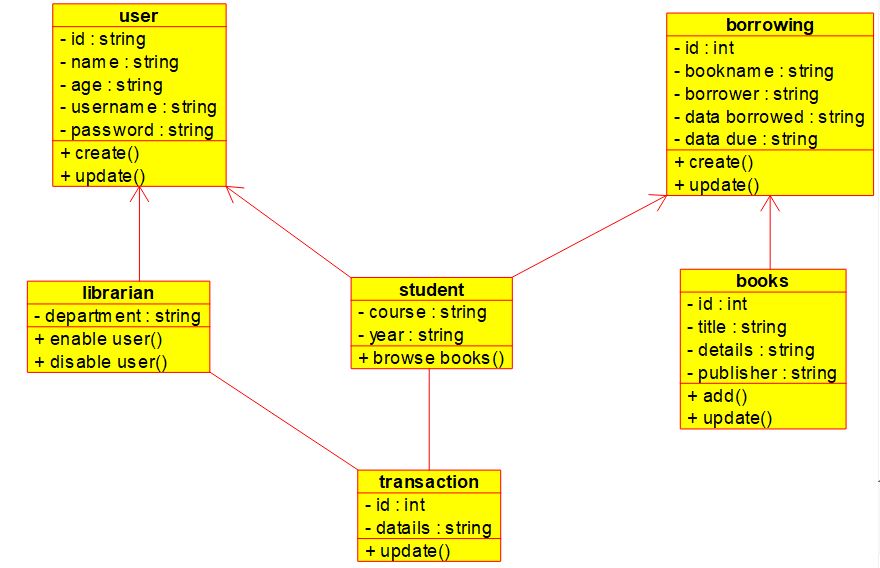 user
- id : string
- name : string
- age : string
- username : string
- password : string
+ create()
+ update()
borrowing
- id : int
- bookname : string
- borrower : string
- data borrowed : string
- data due : string
+ create()
+ update()
librarian
- department : string
+ enable user()
+ disable user()
student
- course : string
- year : string
+ browse books()
books
- id : int
- title : string
- details : string
- publisher : string
+ add()
+ update()
transaction
- id : int
- datails : string
+ update()